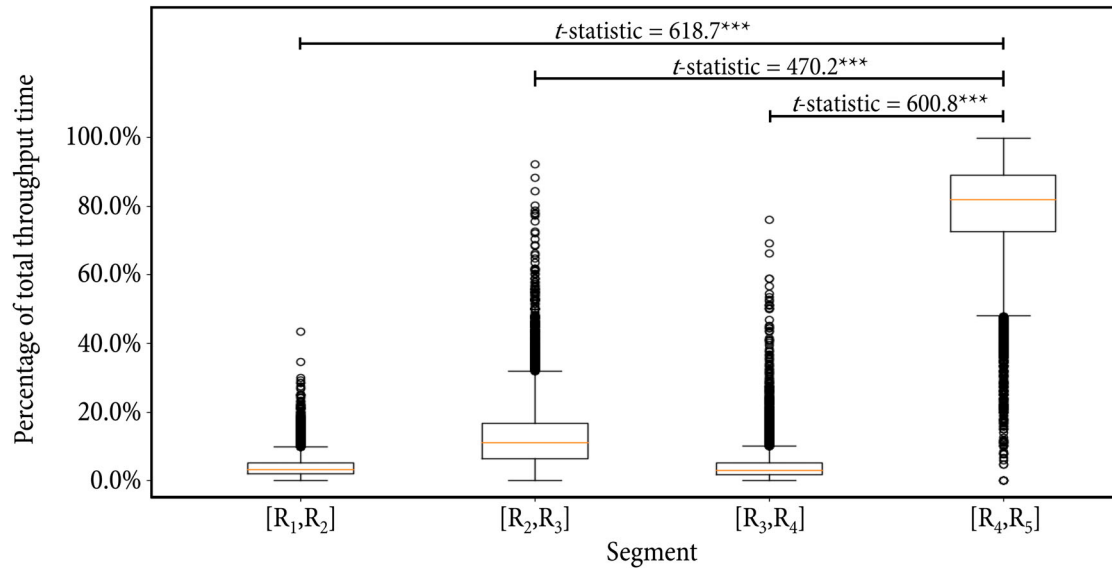 t-statistic = 618.7***
t-statistic = 470.2***
t-statistic = 600.8***
Percentage of total throughput time
100.0%
80.0%
60.0%
40.0%
20.0%
0.0%
[R₁,R₂] [R₂,R₃] [R₃,R₄] [R₄,R₅]
Segment